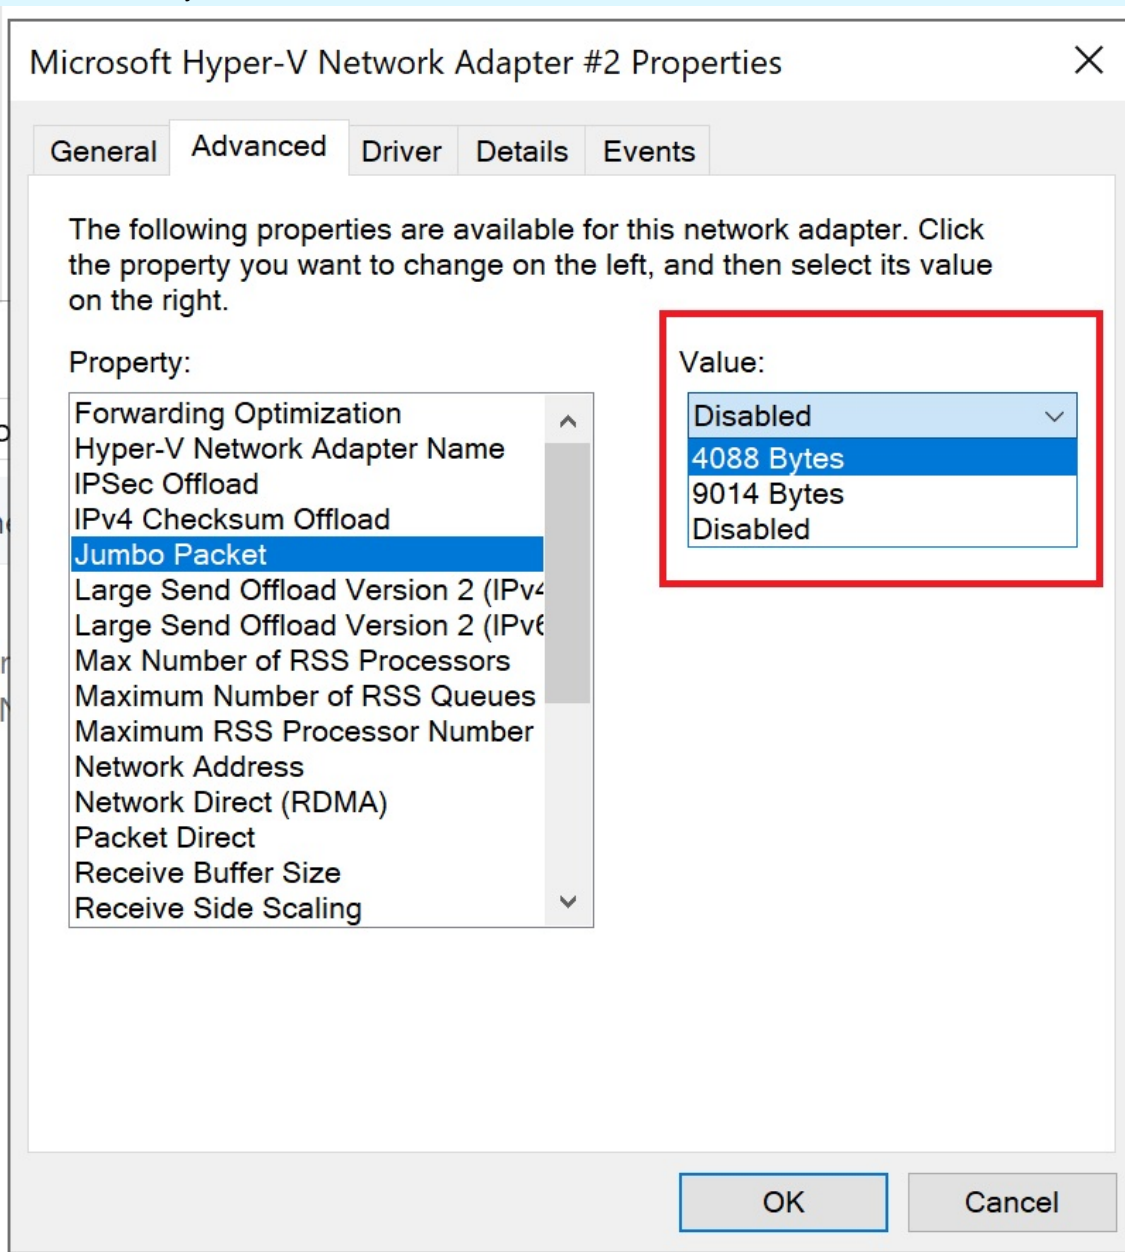 Microsoft Hyper-V Network Adapter #2 Properties
General
Advanced
Driver
Details
Events
The following properties are available for this network adapter. Click
the property you want to change on the left, and then select its value
on the right.
Property:
Forwarding Optimization
Hyper-V Network Adapter Name
IPSec Offload
IPv4 Checksum Offload
Jumbo Packet
Large Send Offload Version 2 (IPv4
Large Send Offload Version 2 (IPv6
Max Number of RSS Processors
Maximum Number of RSS Queues
Maximum RSS Processor Number
Network Address
Network Direct (RDMA)
Packet Direct
Receive Buffer Size
Receive Side Scaling
Value:
Disabled
4088 Bytes
9014 Bytes
Disabled
OK
Cancel